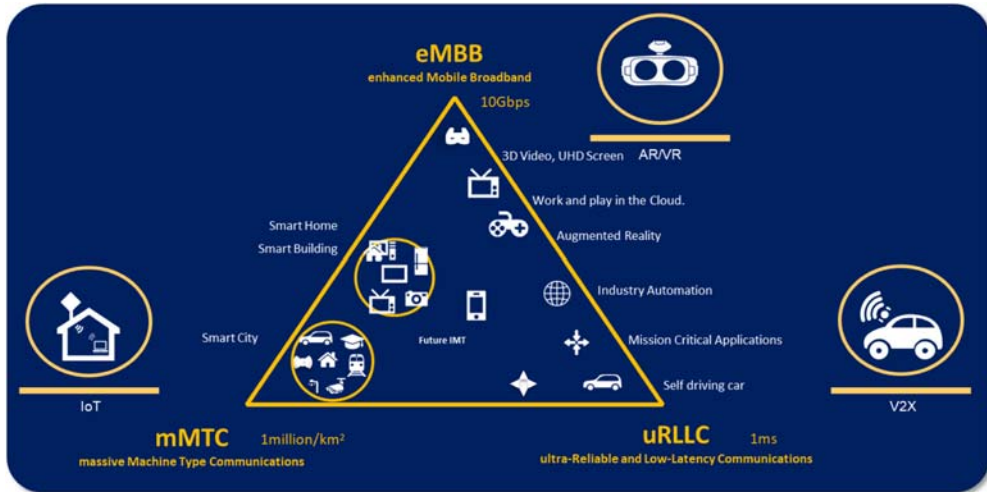 eMBB
enhanced Mobile Broadband
10Gbps
3D Video, UHD Screen
AR/VR
Work and play in the Cloud.
Smart Home
Augmented Reality
Smart Building
Industry Automation
Smart City
Future IMT
Mission Critical Applications
Self driving car
IoT
V2X
mMTC
1million/km²
uRLLC
1ms
massive Machine Type Communications
ultra-Reliable and Low-Latency Communications